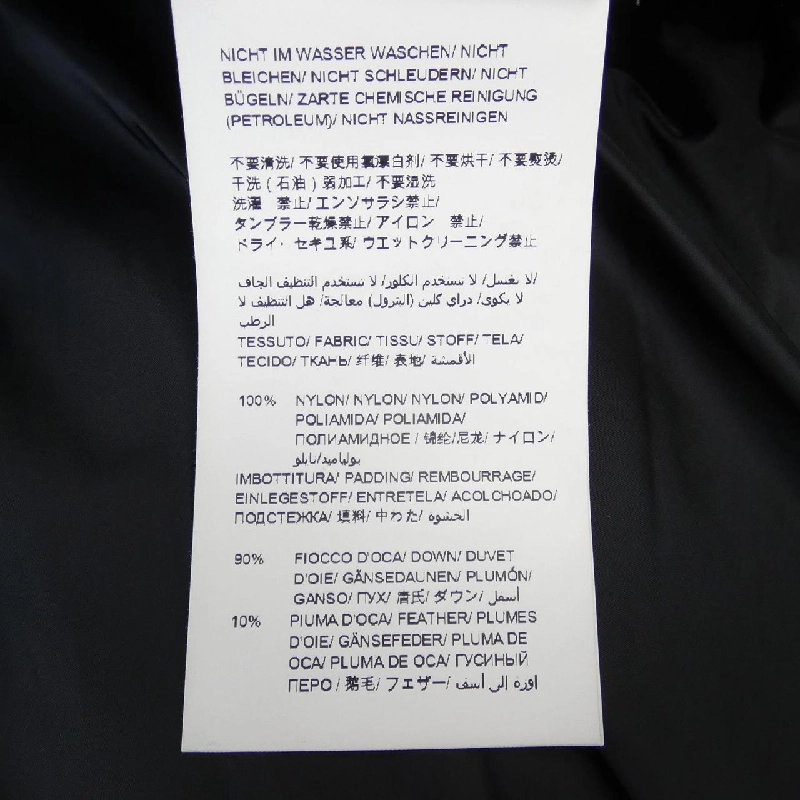 NICHT IM WASSER WASCHEN/ NICHT
BLEICHEN/ NICHT SCHLEUDERN/ NICHT
BÜGELN/ ZARTE CHEMISCHE REINIGUNG
(PETROLEUM)/ NICHT NASSREINIGEN
不要清洗/ 不要使用氧漂白剂/ 不要烘干/ 不要熨烫/
干洗 ( 石油 ) 弱加工/ 不要湿洗
洗濯 禁止/ エンソサラシ禁止/
タンブラー乾燥禁止/ アイロン 禁止/
ドライ・ セキユ系/ ウエットクリーニング禁止
لا تغسل/ لا تستخدم الكلور/ لا تستخدم التنظيف الجاف/
لا يكوى/ دراي كلين (البترول) معالجة/ هل التنظيف لا
الرطب
TESSUTO/ FABRIC/ TISSU/ STOFF/ TELA/
TECIDO/ ТКАНЬ/ 纤维/ 表地/ الأقمشة
100% NYLON/ NYLON/ NYLON/ POLYAMID/
POLIAMIDA/ POLIAMIDA/
ПОЛИАМИДНОЕ / 锦纶/尼龙/ ナイロン/
بولياميد/نايلو
IMBOTTITURA/ PADDING/ REMBOURRAGE/
EINLEGESTOFF/ ENTRETELA/ ACOLCHOADO/
ПОДСТЕЖКА/ 填料/ 中わた/ الحشوة
90% FIOCCO D'OCA/ DOWN/ DUVET
D'OIE/ GÄNSEDAUNEN/ PLUMÓN/
GANSO/ ПУХ/ 唐氏/ ダウン/ أسفل
10% PIUMA D'OCA/ FEATHER/ PLUMES
D'OIE/ GÄNSEFEDER/ PLUMA DE
OCA/ PLUMA DE OCA/ ГУСИНЫЙ
ПЕРО / 鹅毛/ フェザー/ اوزة إلى أسف